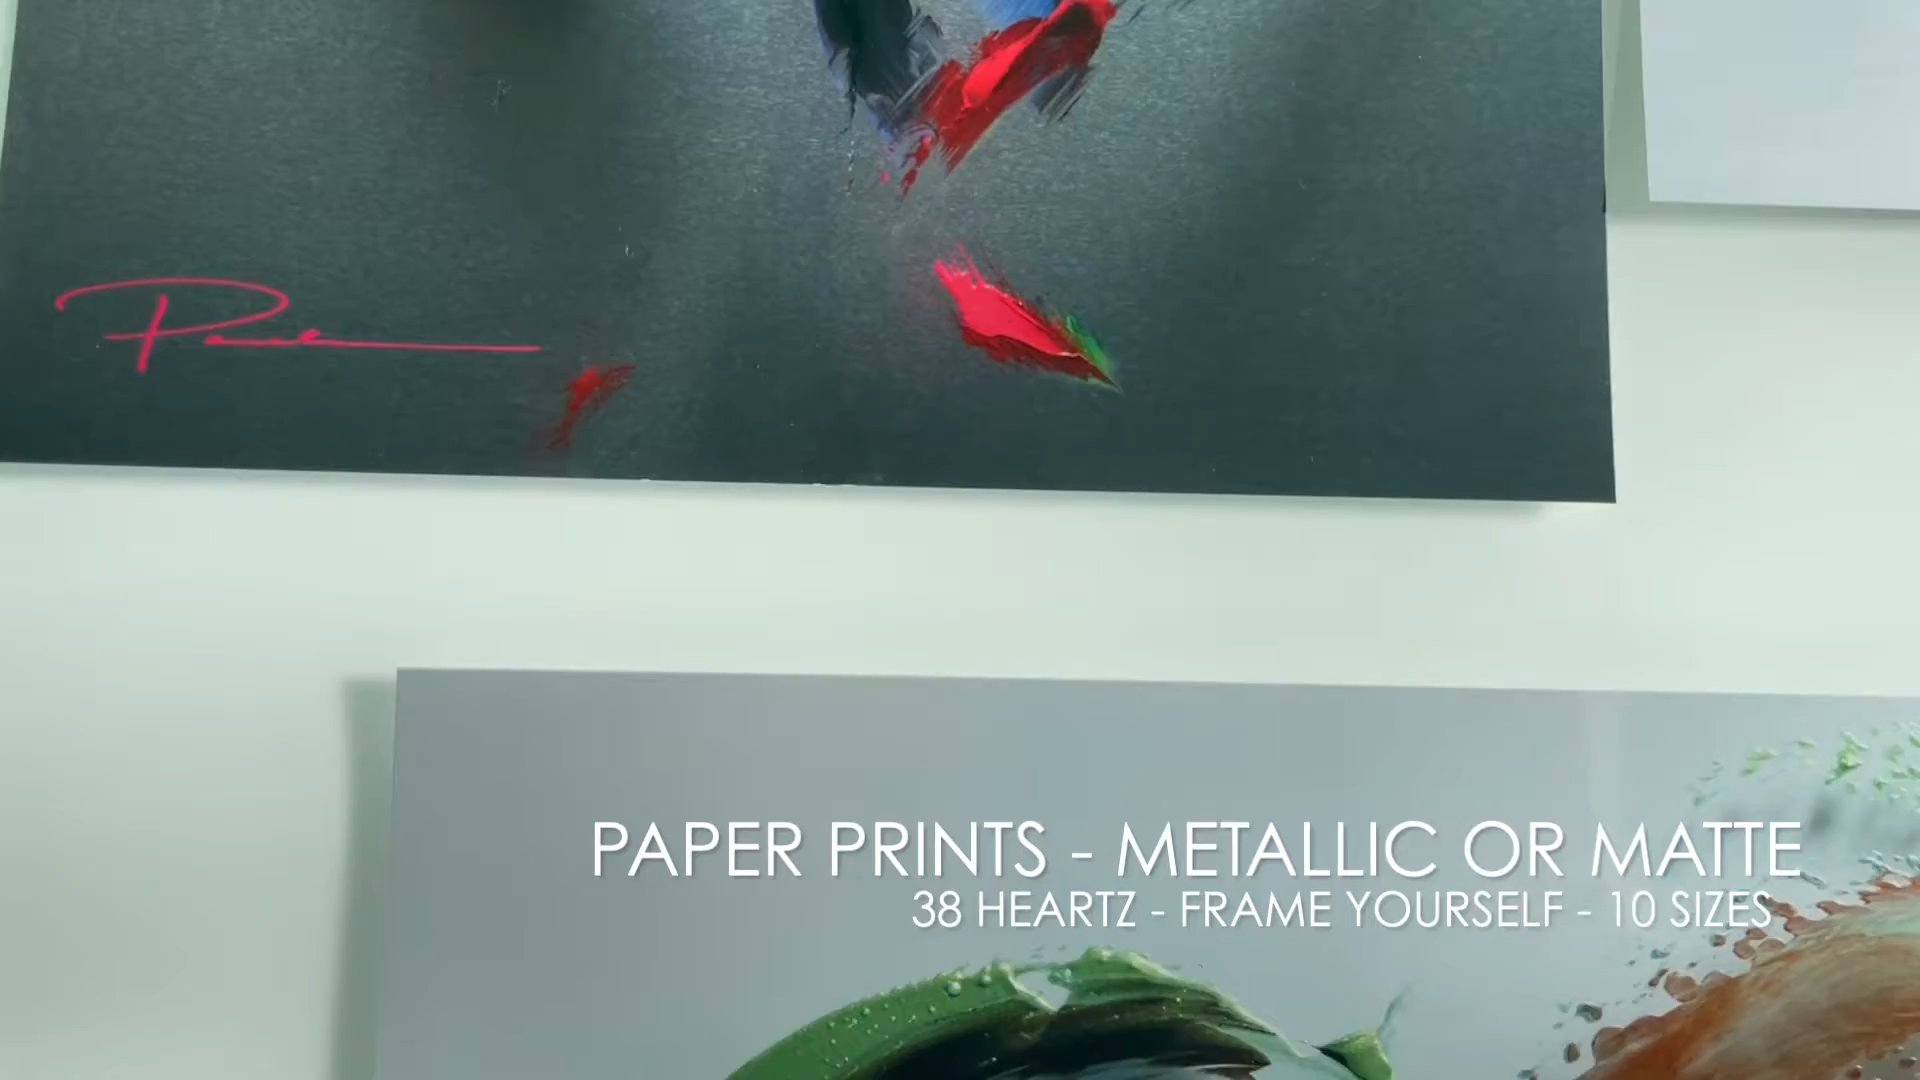 PAPER PRINTS - METALLIC OR MATTE
38 HEARTZ - FRAME YOURSELF - 10 SIZES